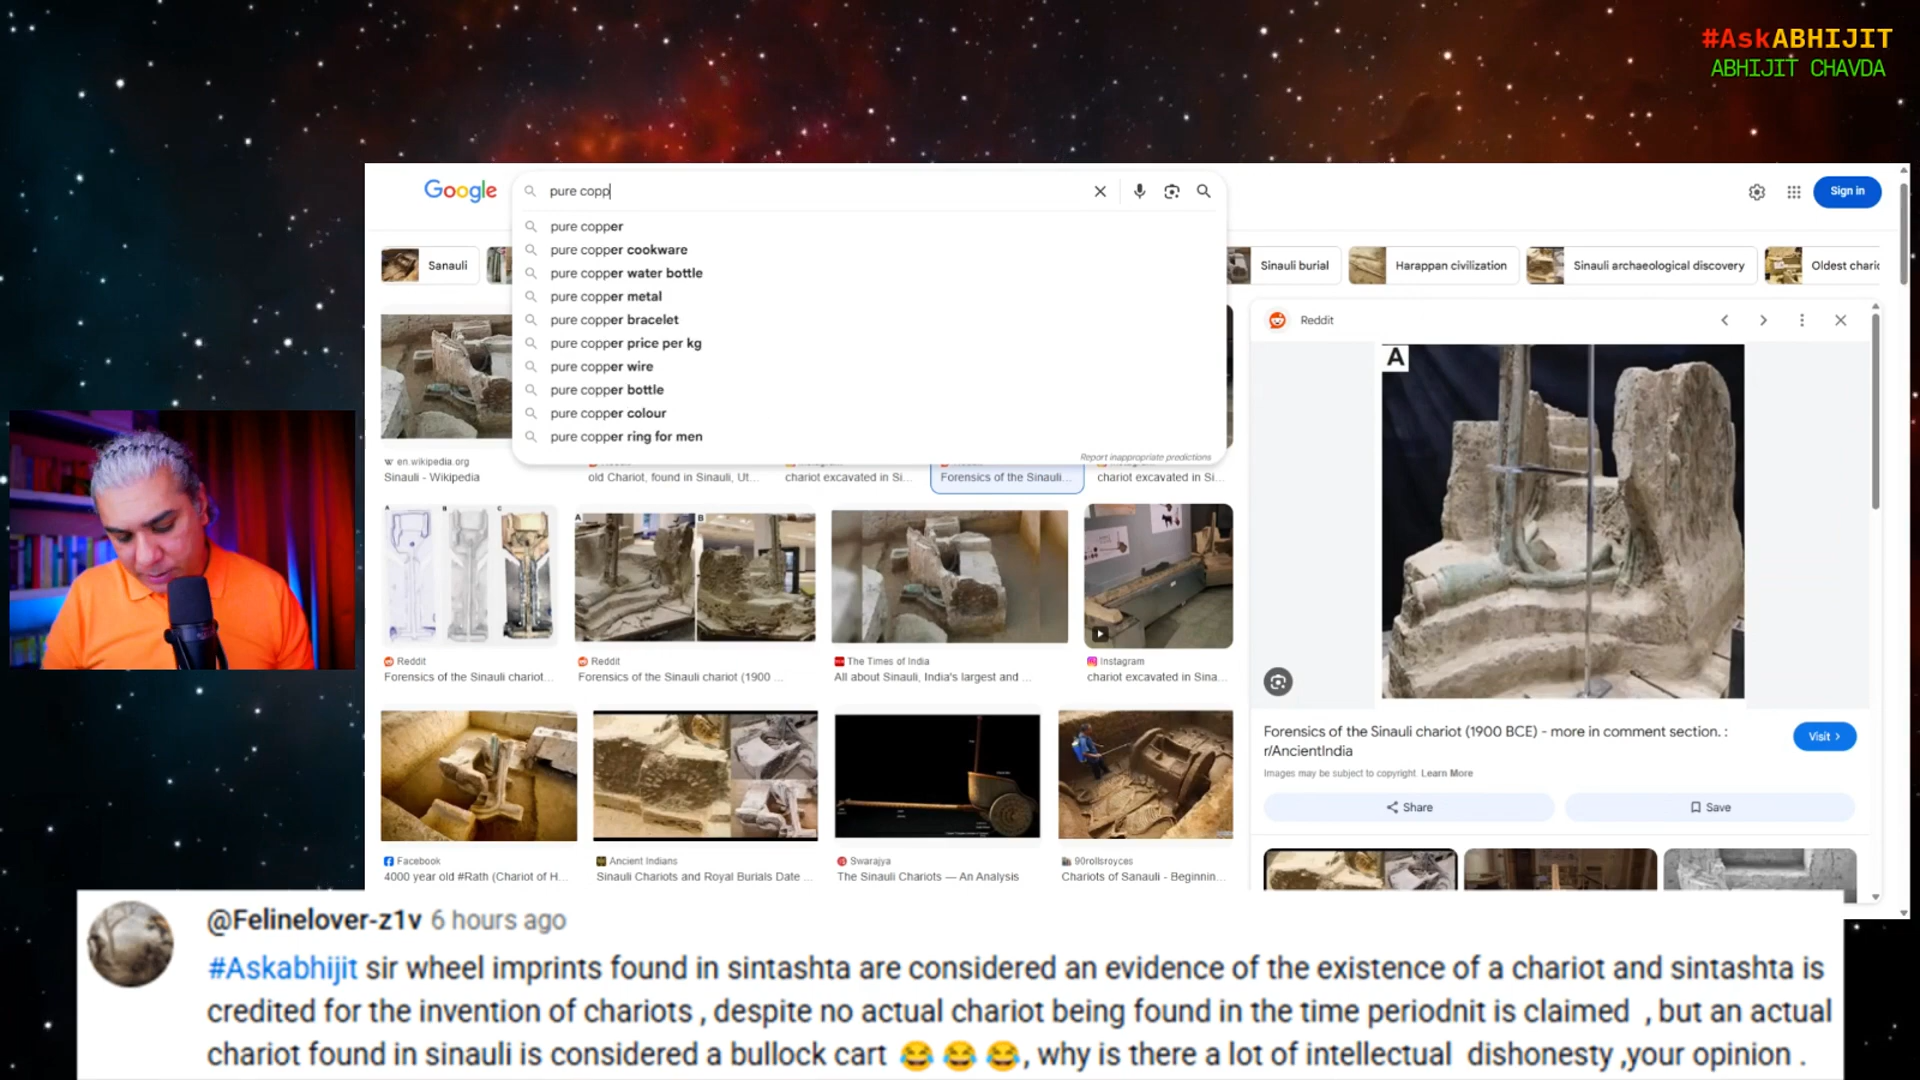 #AskABHIJIT
ABHIJIT CHAVDA
Google
pure copp
Sign in
pure copper
pure copper cookware
pure copper water bottle
pure copper metal
pure copper bracelet
pure copper price per kg
pure copper wire
pure copper bottle
pure copper colour
pure copper ring for men
Report inappropriate predictions
Sanauli
Sinauli burial
Harappan civilization
Sinauli archaeological discovery
Oldest chario
en.wikipedia.org
Sinauli - Wikipedia
old Chariot, found in Sinauli, Ut...
chariot excavated in Si...
Forensics of the Sinauli...
chariot excavated in Si...
Reddit
A
Forensics of the Sinauli chariot (1900 BCE) - more in comment section. :
r/AncientIndia
Visit
Images may be subject to copyright. Learn More
Share
Save
A B C
A B
Reddit
Forensics of the Sinauli chariot...
Reddit
Forensics of the Sinauli chariot (1900 ...
The Times of India
All about Sinauli, India's largest and ...
Instagram
chariot excavated in Sina...
Facebook
4000 year old #Rath (Chariot of H...
Ancient Indians
Sinauli Chariots and Royal Burials Date ...
Swarajya
The Sinauli Chariots — An Analysis
90rollsroyces
Chariots of Sanauli - Beginnin...
@Felinelover-z1v 6 hours ago
#Askabhijit sir wheel imprints found in sintashta are considered an evidence of the existence of a chariot and sintashta is
credited for the invention of chariots , despite no actual chariot being found in the time periodnit is claimed , but an actual
chariot found in sinauli is considered a bullock cart 😂 😂 😂, why is there a lot of intellectual dishonesty ,your opinion .